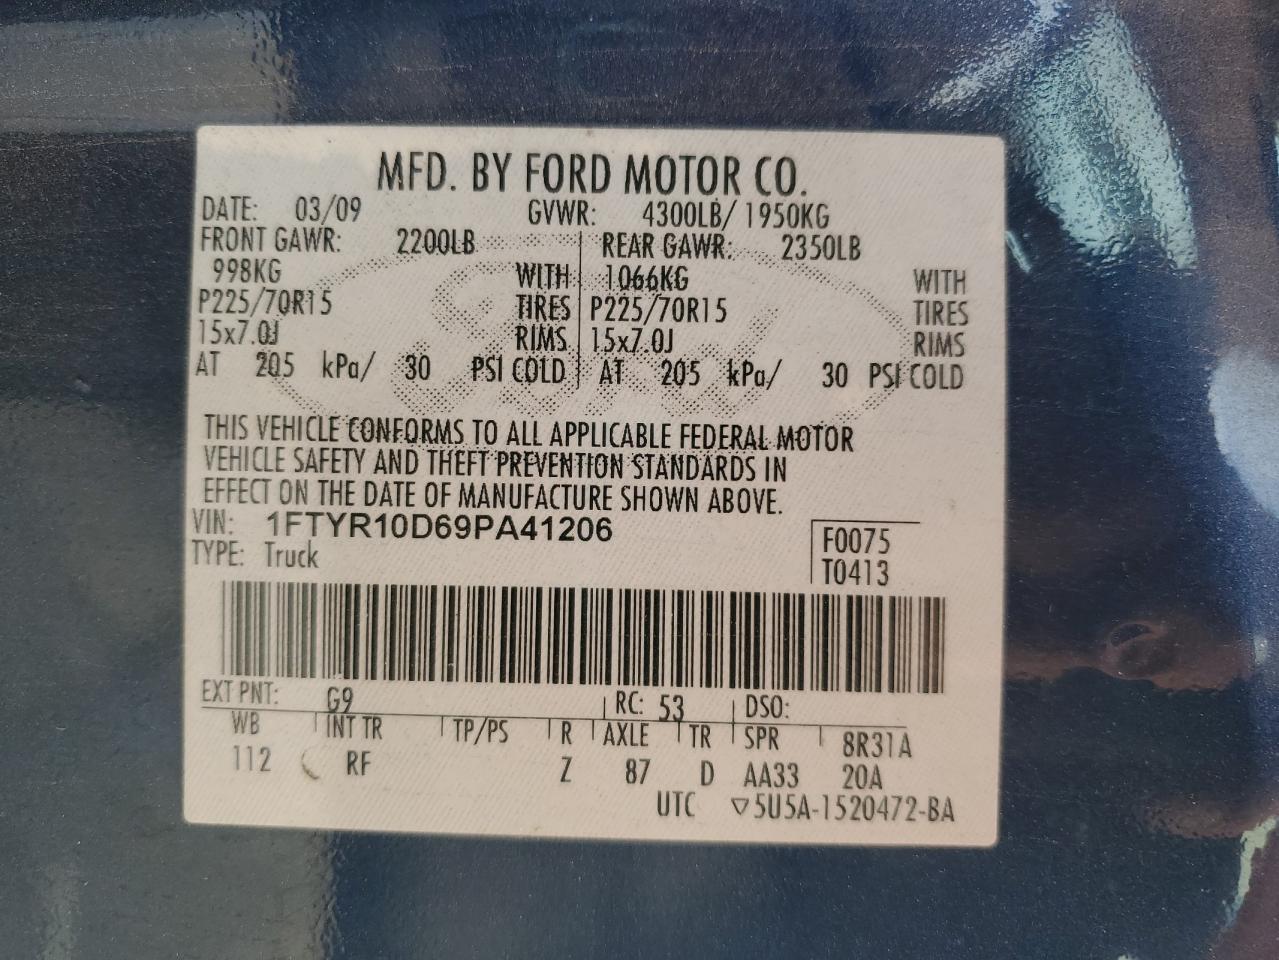 MFD. BY FORD MOTOR CO.
DATE: 03/09 GVWR: 4300LB/ 1950KG
FRONT GAWR: 2200LB REAR GAWR: 2350LB
998KG WITH 1066KG WITH
P225/70R15 TIRES P225/70R15 TIRES
15x7.0J RIMS 15x7.0J RIMS
AT 205 kPa/ 30 PSI COLD AT 205 kPa/ 30 PSI COLD
THIS VEHICLE CONFORMS TO ALL APPLICABLE FEDERAL MOTOR
VEHICLE SAFETY AND THEFT PREVENTION STANDARDS IN
EFFECT ON THE DATE OF MANUFACTURE SHOWN ABOVE.
VIN: 1FTYR10D69PA41206
TYPE: Truck
F0075
T0413
EXT PNT: G9 RC: 53 DSO:
WB INT TR TP/PS R AXLE TR SPR 8R31A
112 RF Z 87 D AA33 20A
UTC ▽5U5A-1520472-BA